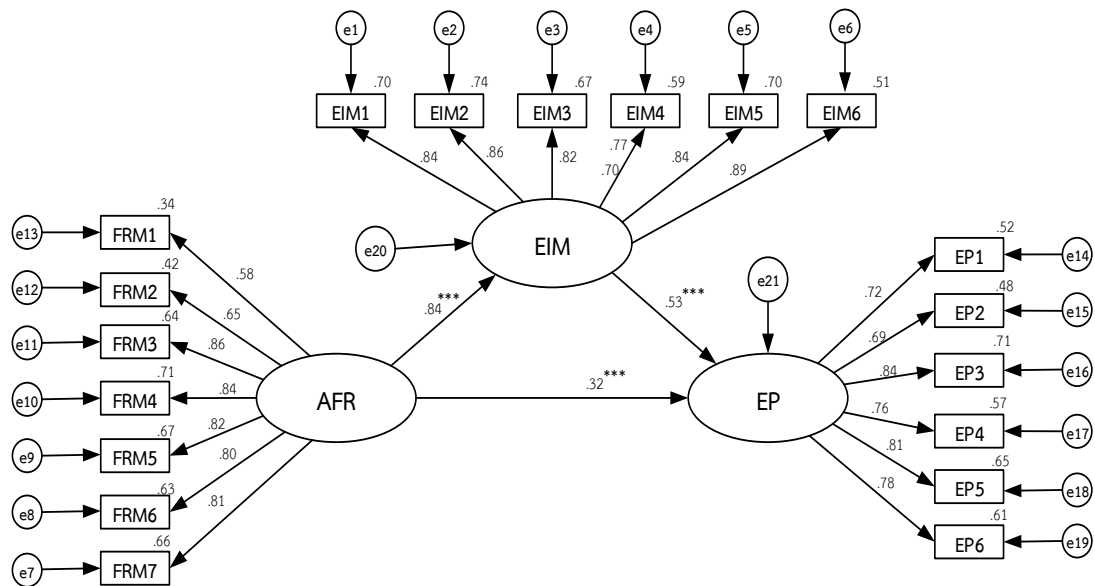 e1 e2 e3 e4 e5 e6
.70 .74 .67 .59 .70 .51
EIM1 EIM2 EIM3 EIM4 EIM5 EIM6
.84 .86 .82 .77 .70 .84 .89
EIM
e20
e13 .34 FRM1
e12 .42 FRM2
e11 .64 FRM3
e10 .71 FRM4
e9 .67 FRM5
e8 .63 FRM6
e7 .66 FRM7
.58
.65
.86
.84
.82
.80
.81
AFR
.84***
.53***
.32***
e21
EP
.72
.69
.84
.76
.81
.78
.52 EP1 e14
.48 EP2 e15
.71 EP3 e16
.57 EP4 e17
.65 EP5 e18
.61 EP6 e19